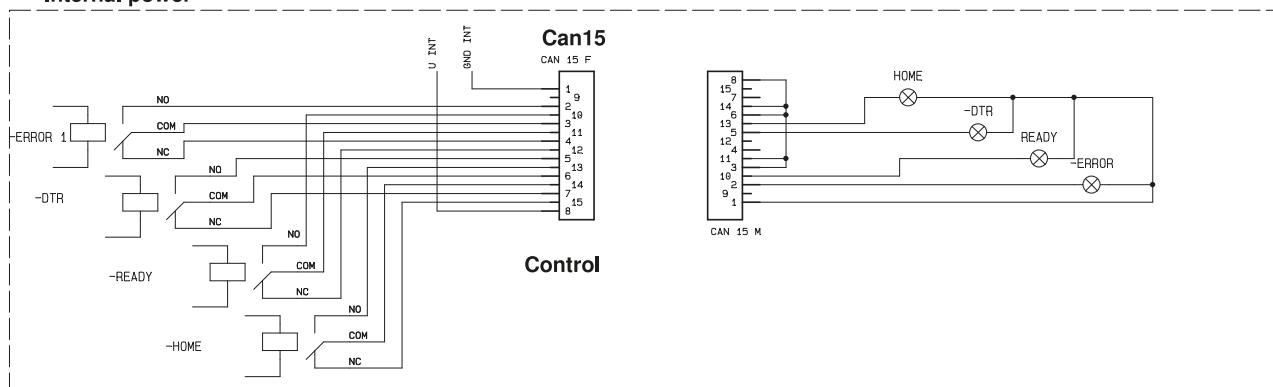 Internal power
Can15
CAN 15 F
U INT
GND INT
1
9
2
10
3
11
4
12
5
13
6
14
7
15
8
NO
COM
NC
-ERROR 1
NO
COM
NC
-DTR
NO
COM
NC
-READY
NO
COM
NC
-HOME
Control
8
15
7
14
6
13
5
12
4
11
3
10
2
9
1
CAN 15 M
HOME
-DTR
READY
-ERROR